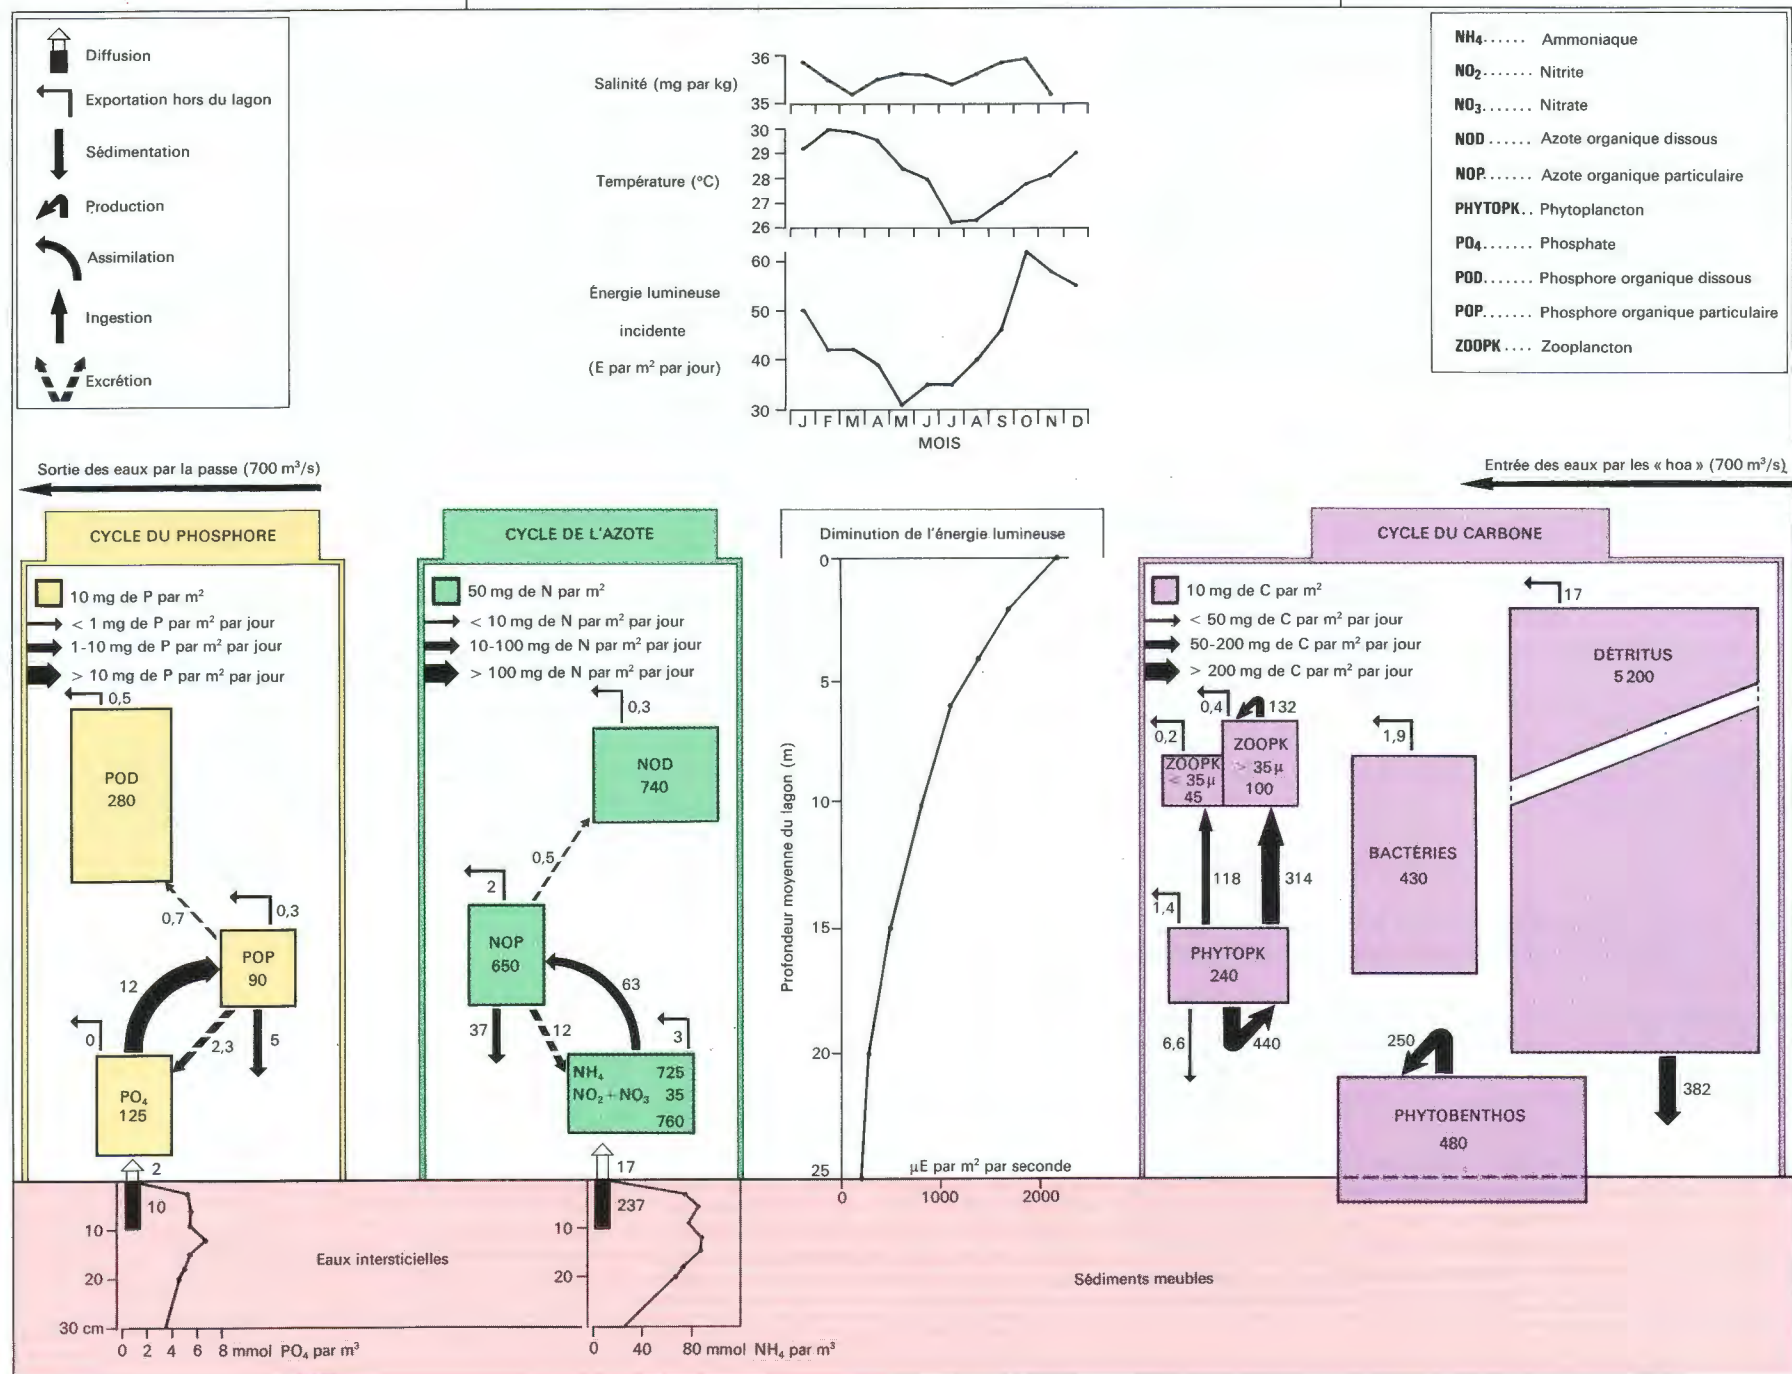 Diffusion
Exportation hors du lagon
Sédimentation
Production
Assimilation
Ingestion
Excrétion
Salinité (mg par kg)
36
35
Température (°C)
30
29
28
27
26
Énergie lumineuse
incidente
(E par m² par jour)
60
50
40
30
J F M A M J J A S O N D
MOIS
NH₄...... Ammoniaque
NO₂....... Nitrite
NO₃....... Nitrate
NOD ...... Azote organique dissous
NOP....... Azote organique particulaire
PHYTOPK.. Phytoplancton
PO₄....... Phosphate
POD....... Phosphore organique dissous
POP....... Phosphore organique particulaire
ZOOPK .... Zooplancton
Sortie des eaux par la passe (700 m³/s)
Entrée des eaux par les « hoa » (700 m³/s)
CYCLE DU PHOSPHORE
10 mg de P par m²
< 1 mg de P par m² par jour
1-10 mg de P par m² par jour
> 10 mg de P par m² par jour
0,5
POD
280
0,7
0,3
POP
90
12
0
2,3
5
PO₄
125
2
10
CYCLE DE L'AZOTE
50 mg de N par m²
< 10 mg de N par m² par jour
10-100 mg de N par m² par jour
> 100 mg de N par m² par jour
0,3
NOD
740
0,5
2
NOP
650
63
37
12
3
NH₄ 725
NO₂+NO₃ 35
760
17
237
Diminution de l'énergie lumineuse
0
5
10
15
20
25
Profondeur moyenne du lagon (m)
µE par m² par seconde
0 1000 2000
CYCLE DU CARBONE
10 mg de C par m²
< 50 mg de C par m² par jour
50-200 mg de C par m² par jour
> 200 mg de C par m² par jour
17
DÉTRITUS
5 200
0,4
132
0,2
ZOOPK
< 35µ
45
ZOOPK
> 35µ
100
1,9
BACTÉRIES
430
118
314
1,4
PHYTOPK
240
6,6
440
250
382
PHYTOBENTHOS
480
10
20
30 cm
0 2 4 6 8 mmol PO₄ par m³
Eaux intersticielles
10
20
0 40 80 mmol NH₄ par m³
Sédiments meubles